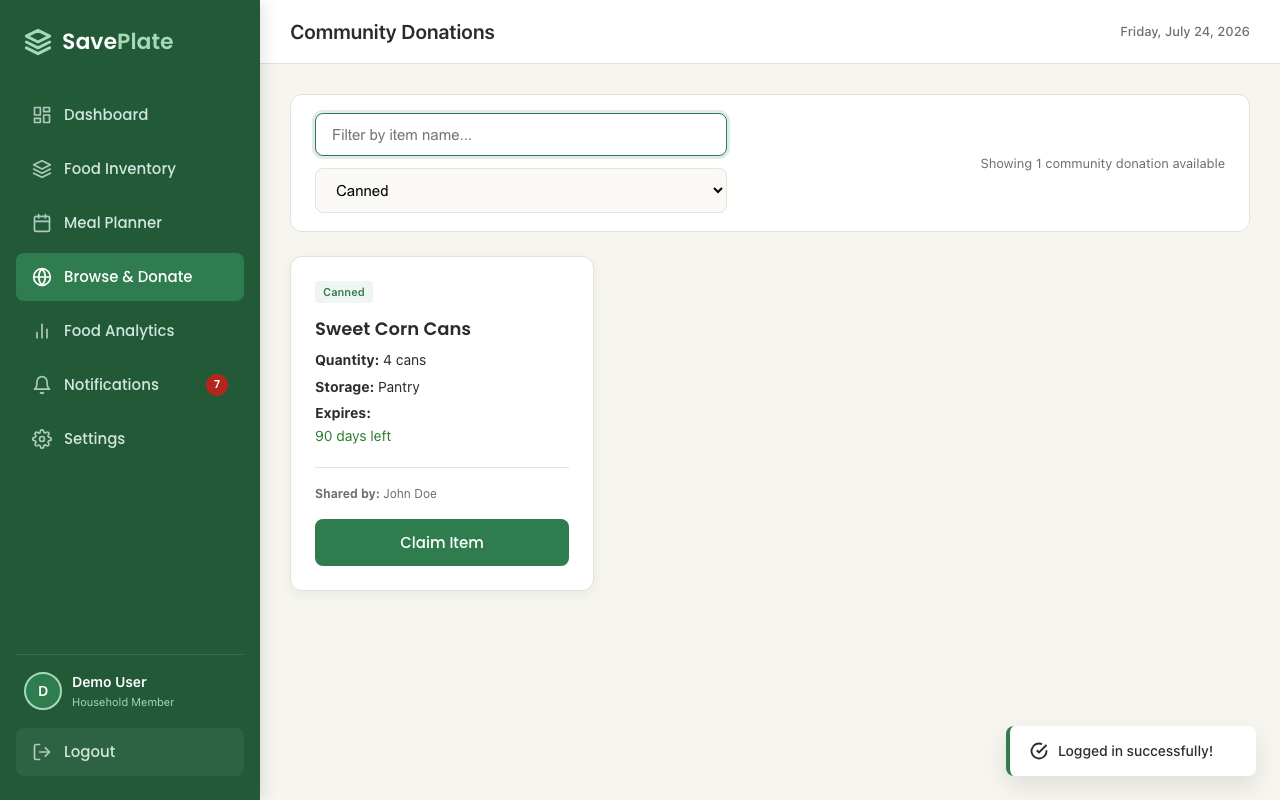 SavePlate
Dashboard
Food Inventory
Meal Planner
Browse & Donate
Food Analytics
Notifications 7
Settings
D
Demo User
Household Member
Logout
Community Donations
Friday, July 24, 2026
Filter by item name...
Canned
Showing 1 community donation available
Canned
Sweet Corn Cans
Quantity: 4 cans
Storage: Pantry
Expires:
90 days left
Shared by: John Doe
Claim Item
Logged in successfully!